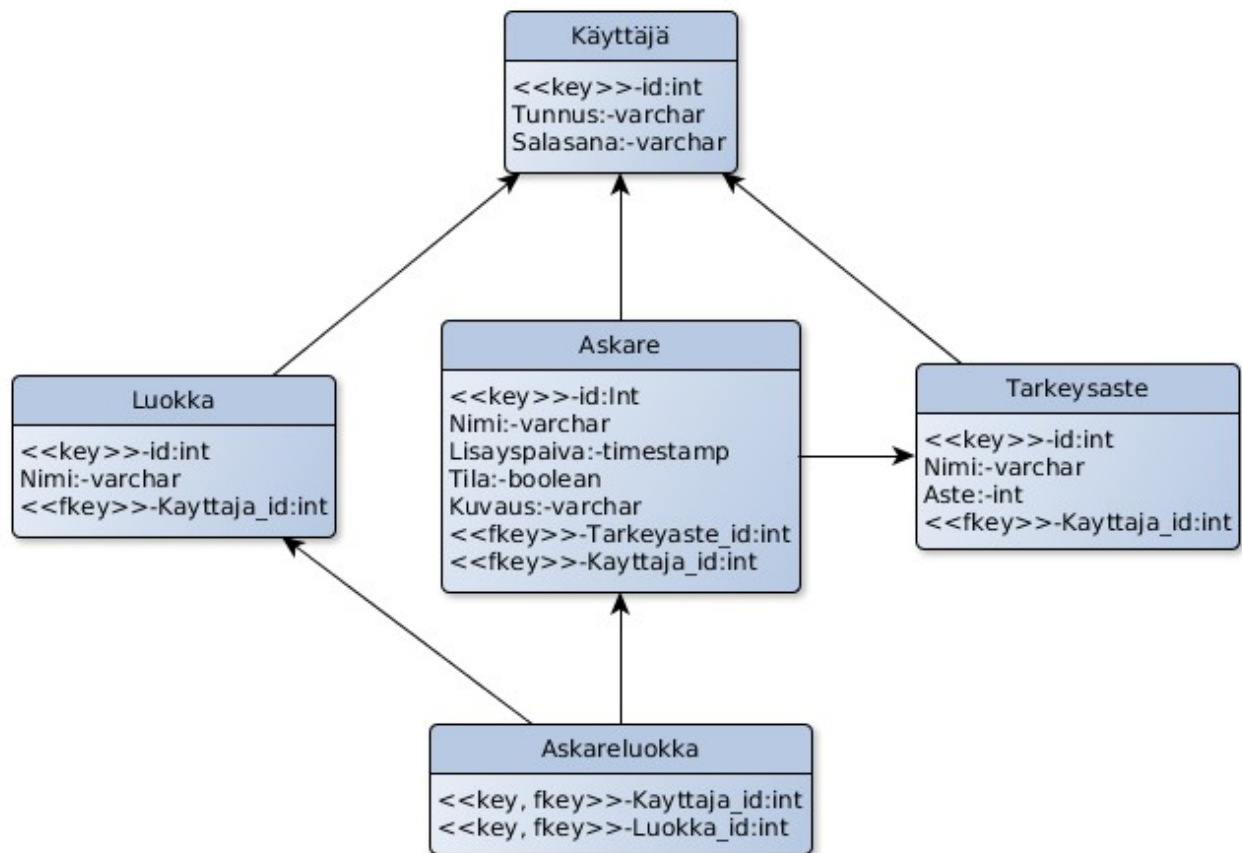 Käyttäjä
<<key>>-id:int
Tunnus:-varchar
Salasana:-varchar
Luokka
<<key>>-id:int
Nimi:-varchar
<<fkey>>-Kayttaja_id:int
Askare
<<key>>-id:Int
Nimi:-varchar
Lisayspaiva:-timestamp
Tila:-boolean
Kuvaus:-varchar
<<fkey>>-Tarkeyaste_id:int
<<fkey>>-Kayttaja_id:int
Tarkeysaste
<<key>>-id:int
Nimi:-varchar
Aste:-int
<<fkey>>-Kayttaja_id:int
Askareluokka
<<key, fkey>>-Kayttaja_id:int
<<key, fkey>>-Luokka_id:int